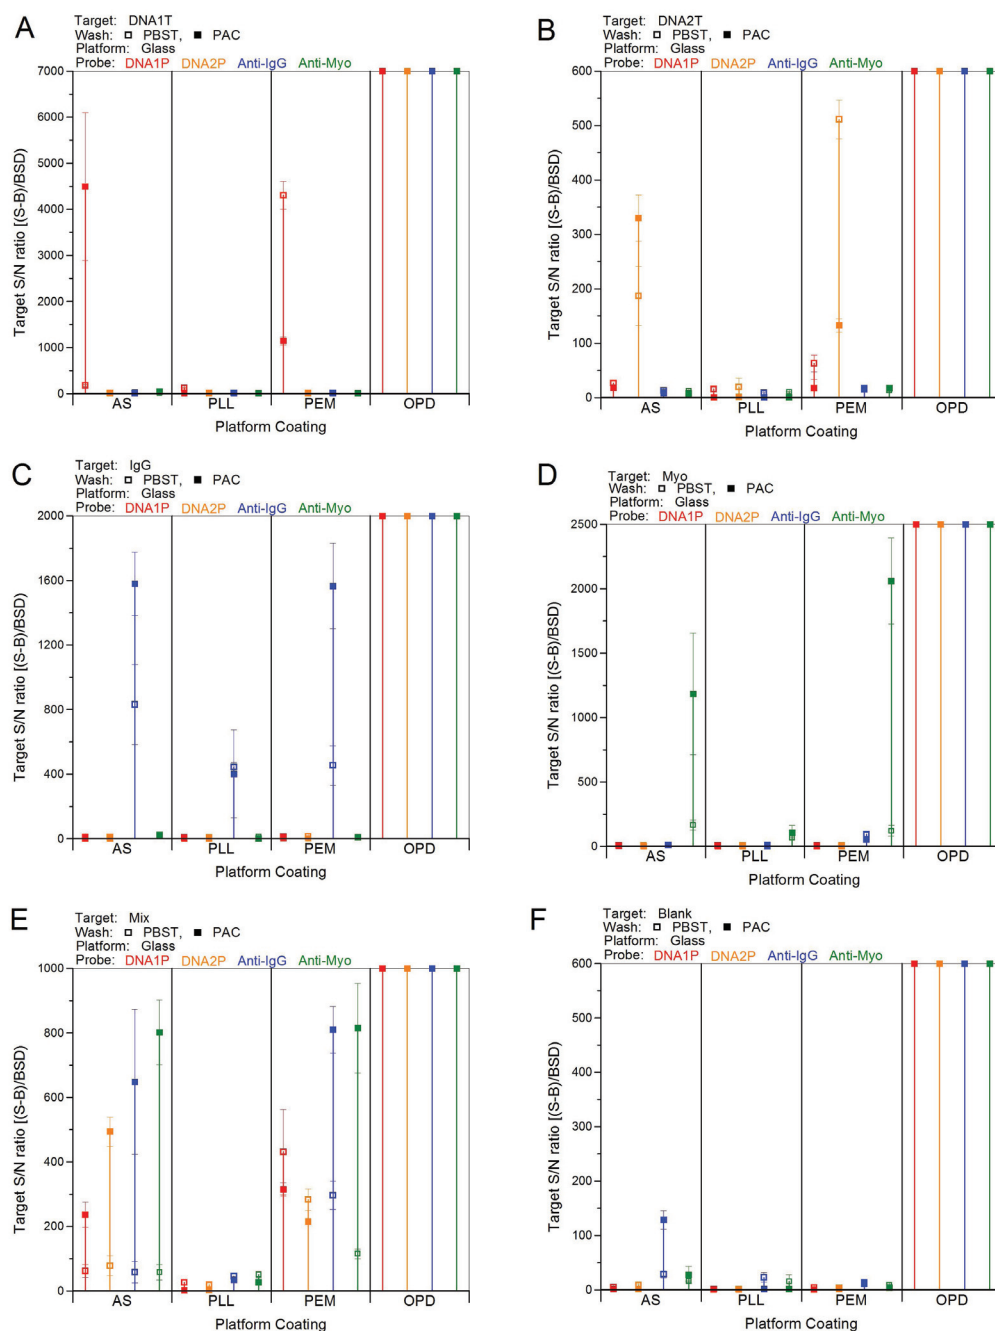 A
Target: DNA1T
Wash: PBST, PAC
Platform: Glass
Probe: DNA1P DNA2P Anti-IgG Anti-Myo
7000
6000
5000
4000
3000
2000
1000
0
Target S/N ratio [(S-B)/BSD)
AS PLL PEM OPD
Platform Coating
B
Target: DNA2T
Wash: PBST, PAC
Platform: Glass
Probe: DNA1P DNA2P Anti-IgG Anti-Myo
600
500
400
300
200
100
0
Target S/N ratio [(S-B)/BSD)
AS PLL PEM OPD
Platform Coating
C
Target: IgG
Wash: PBST, PAC
Platform: Glass
Probe: DNA1P DNA2P Anti-IgG Anti-Myo
2000
1600
1200
800
400
0
Target S/N ratio [(S-B)/BSD)
AS PLL PEM OPD
Platform Coating
D
Target: Myo
Wash: PBST, PAC
Platform: Glass
Probe: DNA1P DNA2P Anti-IgG Anti-Myo
2500
2000
1500
1000
500
0
Target S/N ratio [(S-B)/BSD)
AS PLL PEM OPD
Platform Coating
E
Target: Mix
Wash: PBST, PAC
Platform: Glass
Probe: DNA1P DNA2P Anti-IgG Anti-Myo
1000
800
600
400
200
0
Target S/N ratio [(S-B)/BSD)
AS PLL PEM OPD
Platform Coating
F
Target: Blank
Wash: PBST, PAC
Platform: Glass
Probe: DNA1P DNA2P Anti-IgG Anti-Myo
600
500
400
300
200
100
0
Target S/N ratio [(S-B)/BSD)
AS PLL PEM OPD
Platform Coating